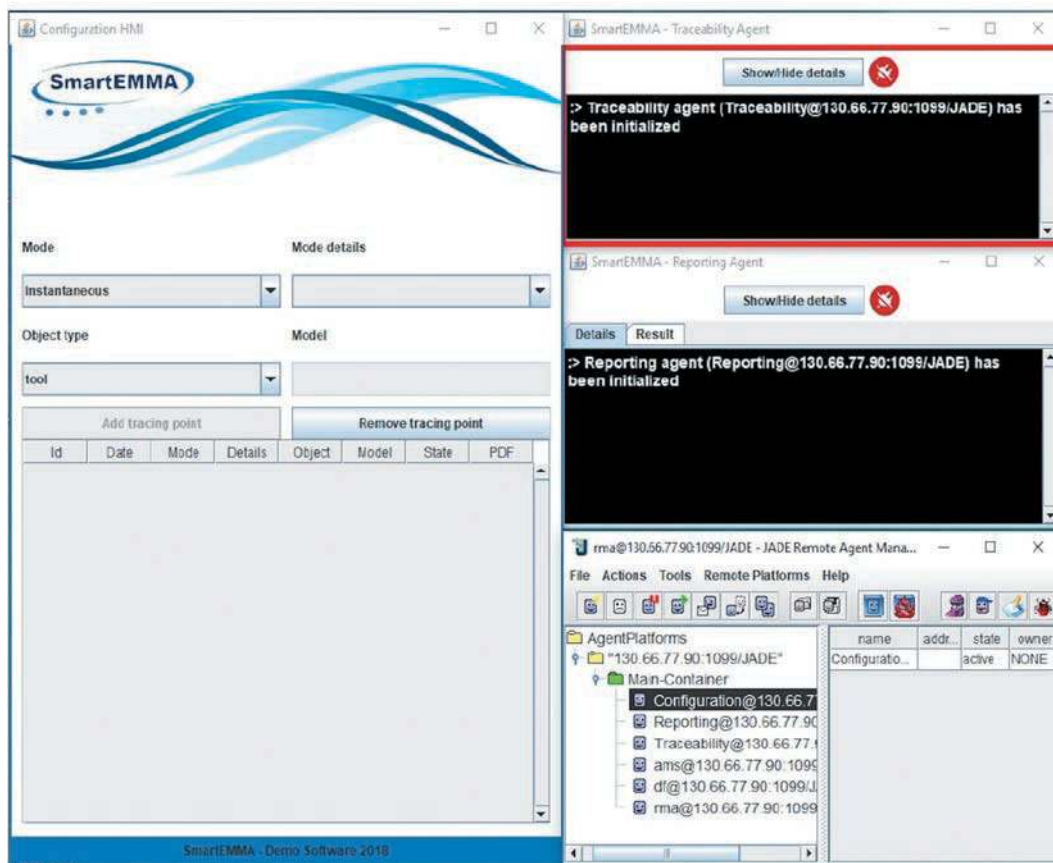 Configuration HMI
SmartEMMA
Mode
Mode details
Instantaneous
Object type
Model
tool
Add tracing point
Remove tracing point
Id Date Mode Details Object Model State PDF
SmartEMMA - Demo Software 2018
SmartEMMA - Traceability Agent
Show/Hide details
:> Traceability agent (Traceability@130.66.77.90:1099/JADE) has
been initialized
SmartEMMA - Reporting Agent
Show/Hide details
Details Result
:> Reporting agent (Reporting@130.66.77.90:1099/JADE) has
been initialized
rma@130.66.77.90:1099/JADE - JADE Remote Agent Mana...
File Actions Tools Remote Platforms Help
AgentPlatforms
"130.66.77.90:1099/JADE"
Main-Container
Configuration@130.66.7
Reporting@130.66.77.90
Traceability@130.66.77.
ams@130.66.77.90:1099
df@130.66.77.90:1099/J
rma@130.66.77.90:1099
name addr... state owner
Configuratio... active NONE